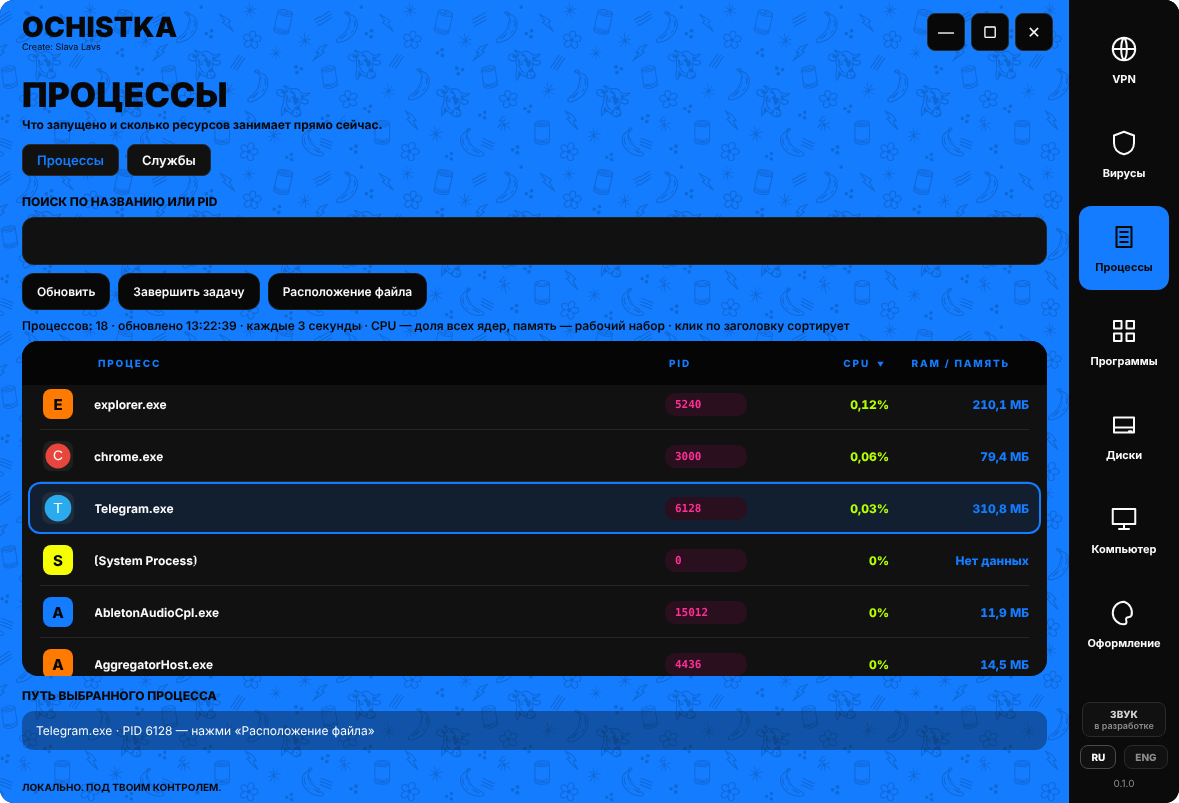 OCHISTKA
Create: Slava Lavs
— □ ✕
ПРОЦЕССЫ
Что запущено и сколько ресурсов занимает прямо сейчас.
Процессы Службы
ПОИСК ПО НАЗВАНИЮ ИЛИ PID
Обновить Завершить задачу Расположение файла
Процессов: 18 · обновлено 13:22:39 · каждые 3 секунды · CPU — доля всех ядер, память — рабочий набор · клик по заголовку сортирует
ПРОЦЕСС PID CPU ▼ RAM / ПАМЯТЬ
E explorer.exe 5240 0,12% 210,1 МБ
C chrome.exe 3000 0,06% 79,4 МБ
T Telegram.exe 6128 0,03% 310,8 МБ
S (System Process) 0 0% Нет данных
A AbletonAudioCpl.exe 15012 0% 11,9 МБ
A AggregatorHost.exe 4436 0% 14,5 МБ
ПУТЬ ВЫБРАННОГО ПРОЦЕССА
Telegram.exe · PID 6128 — нажми «Расположение файла»
ЛОКАЛЬНО. ПОД ТВОИМ КОНТРОЛЕМ.
VPN
Вирусы
Процессы
Программы
Диски
Компьютер
Оформление
ЗВУК
в разработке
RU ENG
0.1.0